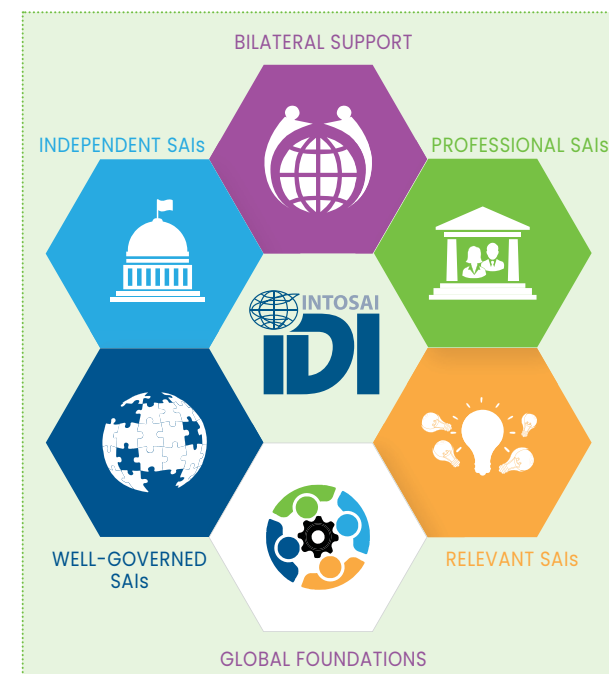 BILATERAL SUPPORT
INDEPENDENT SAIs
PROFESSIONAL SAIs
INTOSAI
IDI
WELL-GOVERNED
SAIs
RELEVANT SAIs
GLOBAL FOUNDATIONS